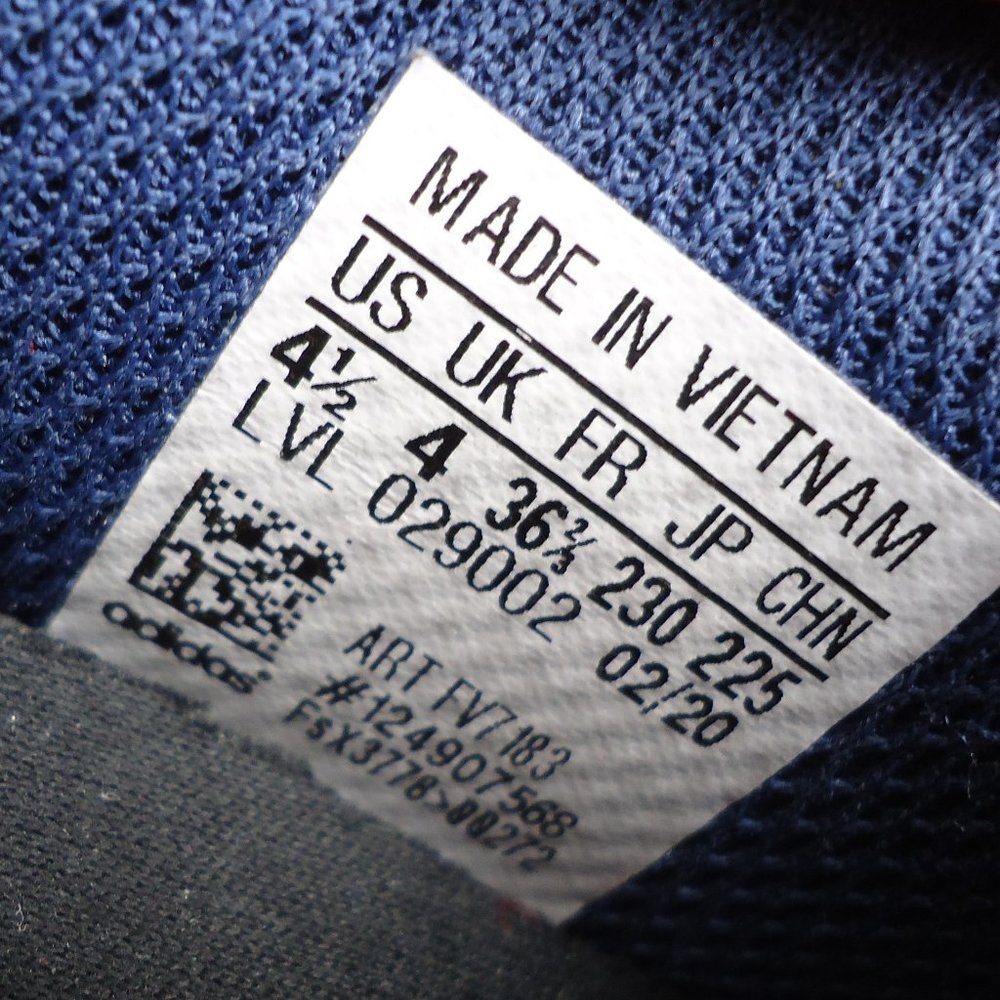 MADE IN VIETNAM
US UK FR JP CHN
4½ 4 36⅔ 230 225
LVL 029002 02/20
adidas
ART FV7183
#124907568
FsX3778>00272